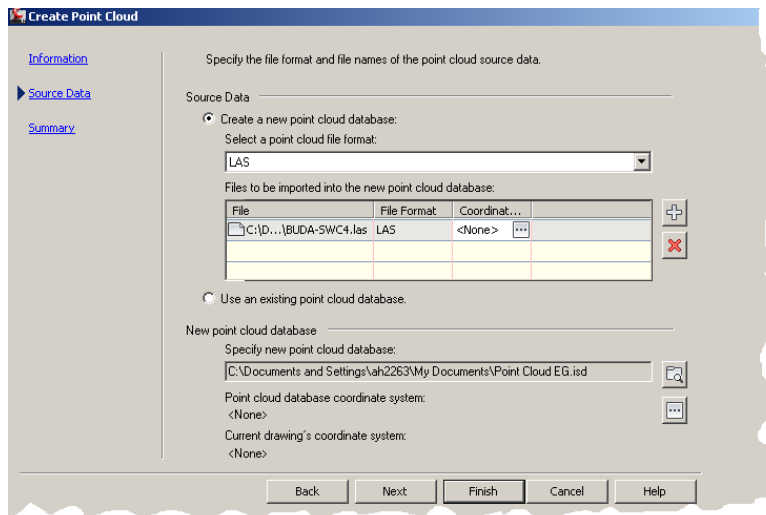 Create Point Cloud
Information
Source Data
Summary
Specify the file format and file names of the point cloud source data.
Source Data
Create a new point cloud database:
Select a point cloud file format:
LAS
Files to be imported into the new point cloud database:
File File Format Coordinat...
C:\D...\BUDA-SWC4.las LAS <None> ...
Use an existing point cloud database.
New point cloud database
Specify new point cloud database:
C:\Documents and Settings\ah2263\My Documents\Point Cloud EG.isd
Point cloud database coordinate system:
<None> ...
Current drawing's coordinate system:
<None>
Back Next Finish Cancel Help